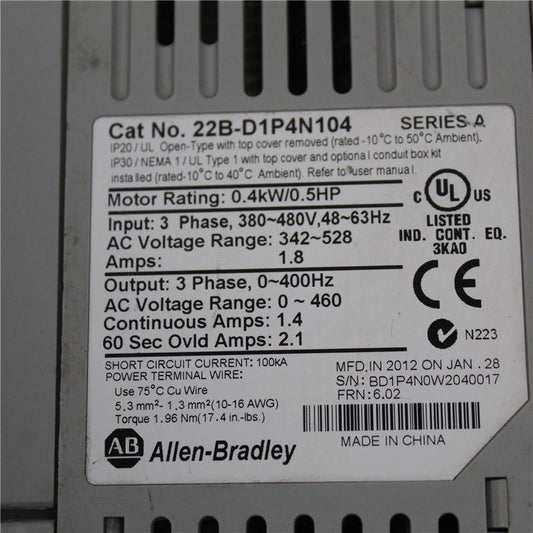 Cat No. 22B-D1P4N104 SERIES A
IP20 / UL Open-Type with top cover removed (rated -10°C to 50°C Ambient).
IP30 / NEMA 1 / UL Type 1 with top cover and optional conduit box kit
installed (rated-10°C to 40°C Ambient). Refer to user manual.
Motor Rating: 0.4kW/0.5HP
Input: 3 Phase, 380~480V,48~63Hz
AC Voltage Range: 342~528
Amps: 1.8
Output: 3 Phase, 0~400Hz
AC Voltage Range: 0 ~ 460
Continuous Amps: 1.4
60 Sec Ovld Amps: 2.1
C UL US
LISTED
IND. CONT. EQ.
3KA0
CE
N223
SHORT CIRCUIT CURRENT: 100kA
POWER TERMINAL WIRE:
Use 75°C Cu Wire
5.3mm²- 1.3mm²(10-16 AWG)
Torque 1.96 Nm(17.4 in.-lbs.)
MFD.IN 2012 ON JAN . 28
S/N: BD1P4N0W2040017
FRN: 6.02
MADE IN CHINA
AB Allen-Bradley